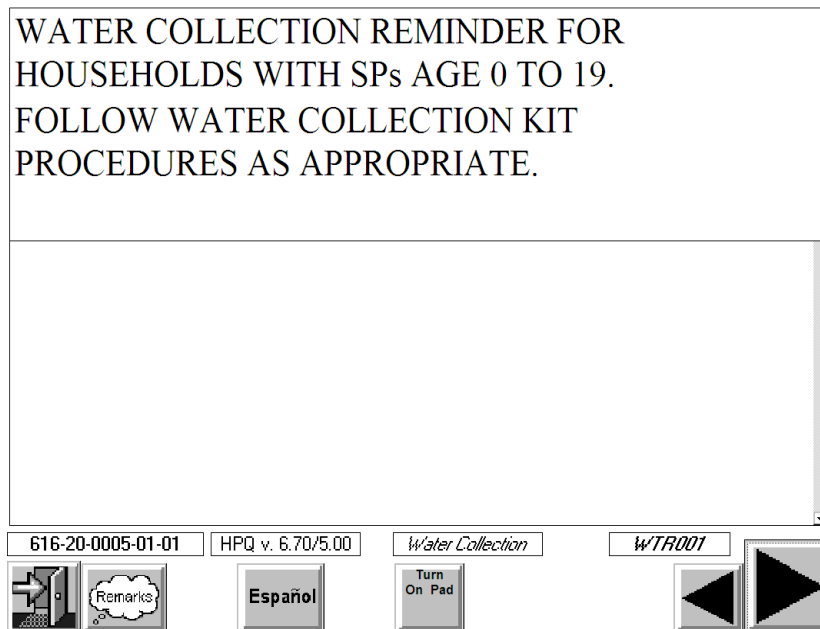 WATER COLLECTION REMINDER FOR
HOUSEHOLDS WITH SPs AGE 0 TO 19.
FOLLOW WATER COLLECTION KIT
PROCEDURES AS APPROPRIATE.
616-20-0005-01-01
HPQ v. 6.70/5.00
Water Collection
WTR001
Remarks
Español
Turn
On Pad